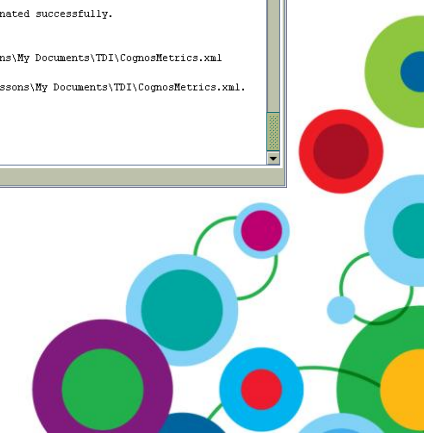 nated successfully.
ns\My Documents\TDI\CognosMetrics.xml
ssons\My Documents\TDI\CognosMetrics.xml.